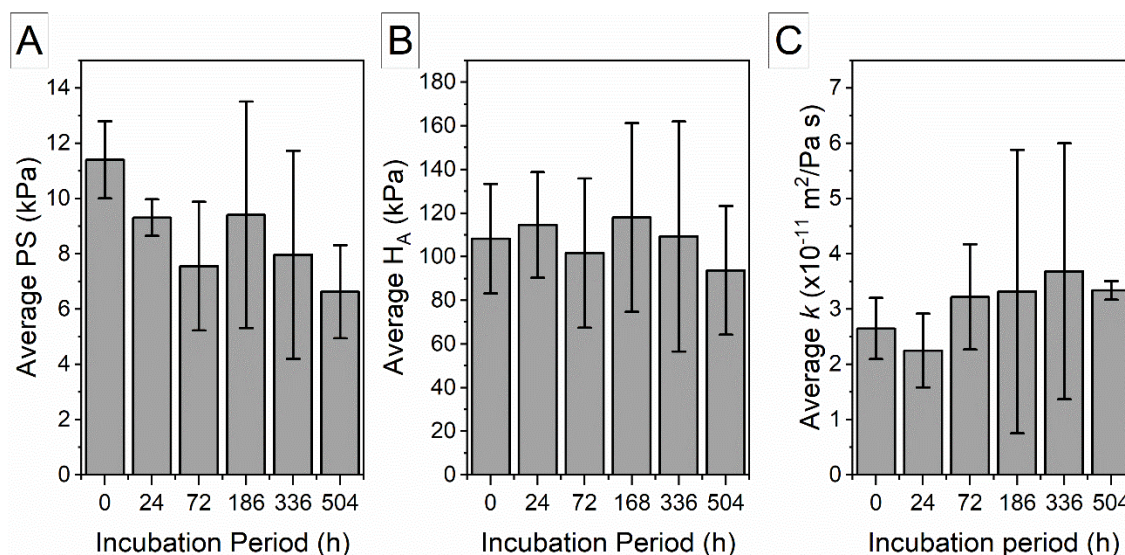 A
Average PS (kPa)
14
12
10
8
6
4
2
0
0 24 72 186 336 504
Incubation Period (h)
B
Average HA (kPa)
180
160
140
120
100
80
60
40
20
0
0 24 72 168 336 504
Incubation Period (h)
C
Average k (x10⁻¹¹ m²/Pa s)
7
6
5
4
3
2
1
0
0 24 72 186 336 504
Incubation period (h)